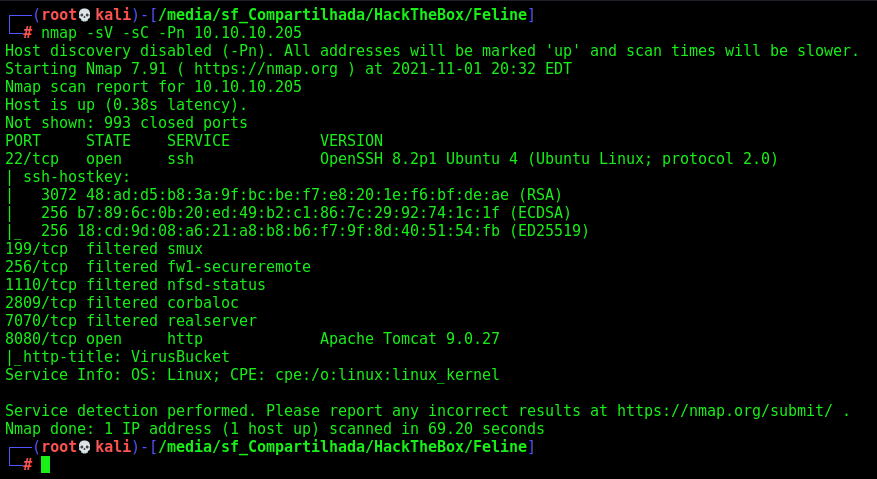 ┌──(root💀kali)-[/media/sf_Compartilhada/HackTheBox/Feline]
└─# nmap -sV -sC -Pn 10.10.10.205
Host discovery disabled (-Pn). All addresses will be marked 'up' and scan times will be slower.
Starting Nmap 7.91 ( https://nmap.org ) at 2021-11-01 20:32 EDT
Nmap scan report for 10.10.10.205
Host is up (0.38s latency).
Not shown: 993 closed ports
PORT     STATE    SERVICE          VERSION
22/tcp   open     ssh              OpenSSH 8.2p1 Ubuntu 4 (Ubuntu Linux; protocol 2.0)
| ssh-hostkey:
|   3072 48:ad:d5:b8:3a:9f:bc:be:f7:e8:20:1e:f6:bf:de:ae (RSA)
|   256 b7:89:6c:0b:20:ed:49:b2:c1:86:7c:29:92:74:1c:1f (ECDSA)
|_  256 18:cd:9d:08:a6:21:a8:b8:b6:f7:9f:8d:40:51:54:fb (ED25519)
199/tcp  filtered smux
256/tcp  filtered fw1-secureremote
1110/tcp filtered nfsd-status
2809/tcp filtered corbaloc
7070/tcp filtered realserver
8080/tcp open     http             Apache Tomcat 9.0.27
|_http-title: VirusBucket
Service Info: OS: Linux; CPE: cpe:/o:linux:linux_kernel

Service detection performed. Please report any incorrect results at https://nmap.org/submit/ .
Nmap done: 1 IP address (1 host up) scanned in 69.20 seconds
┌──(root💀kali)-[/media/sf_Compartilhada/HackTheBox/Feline]
└─#